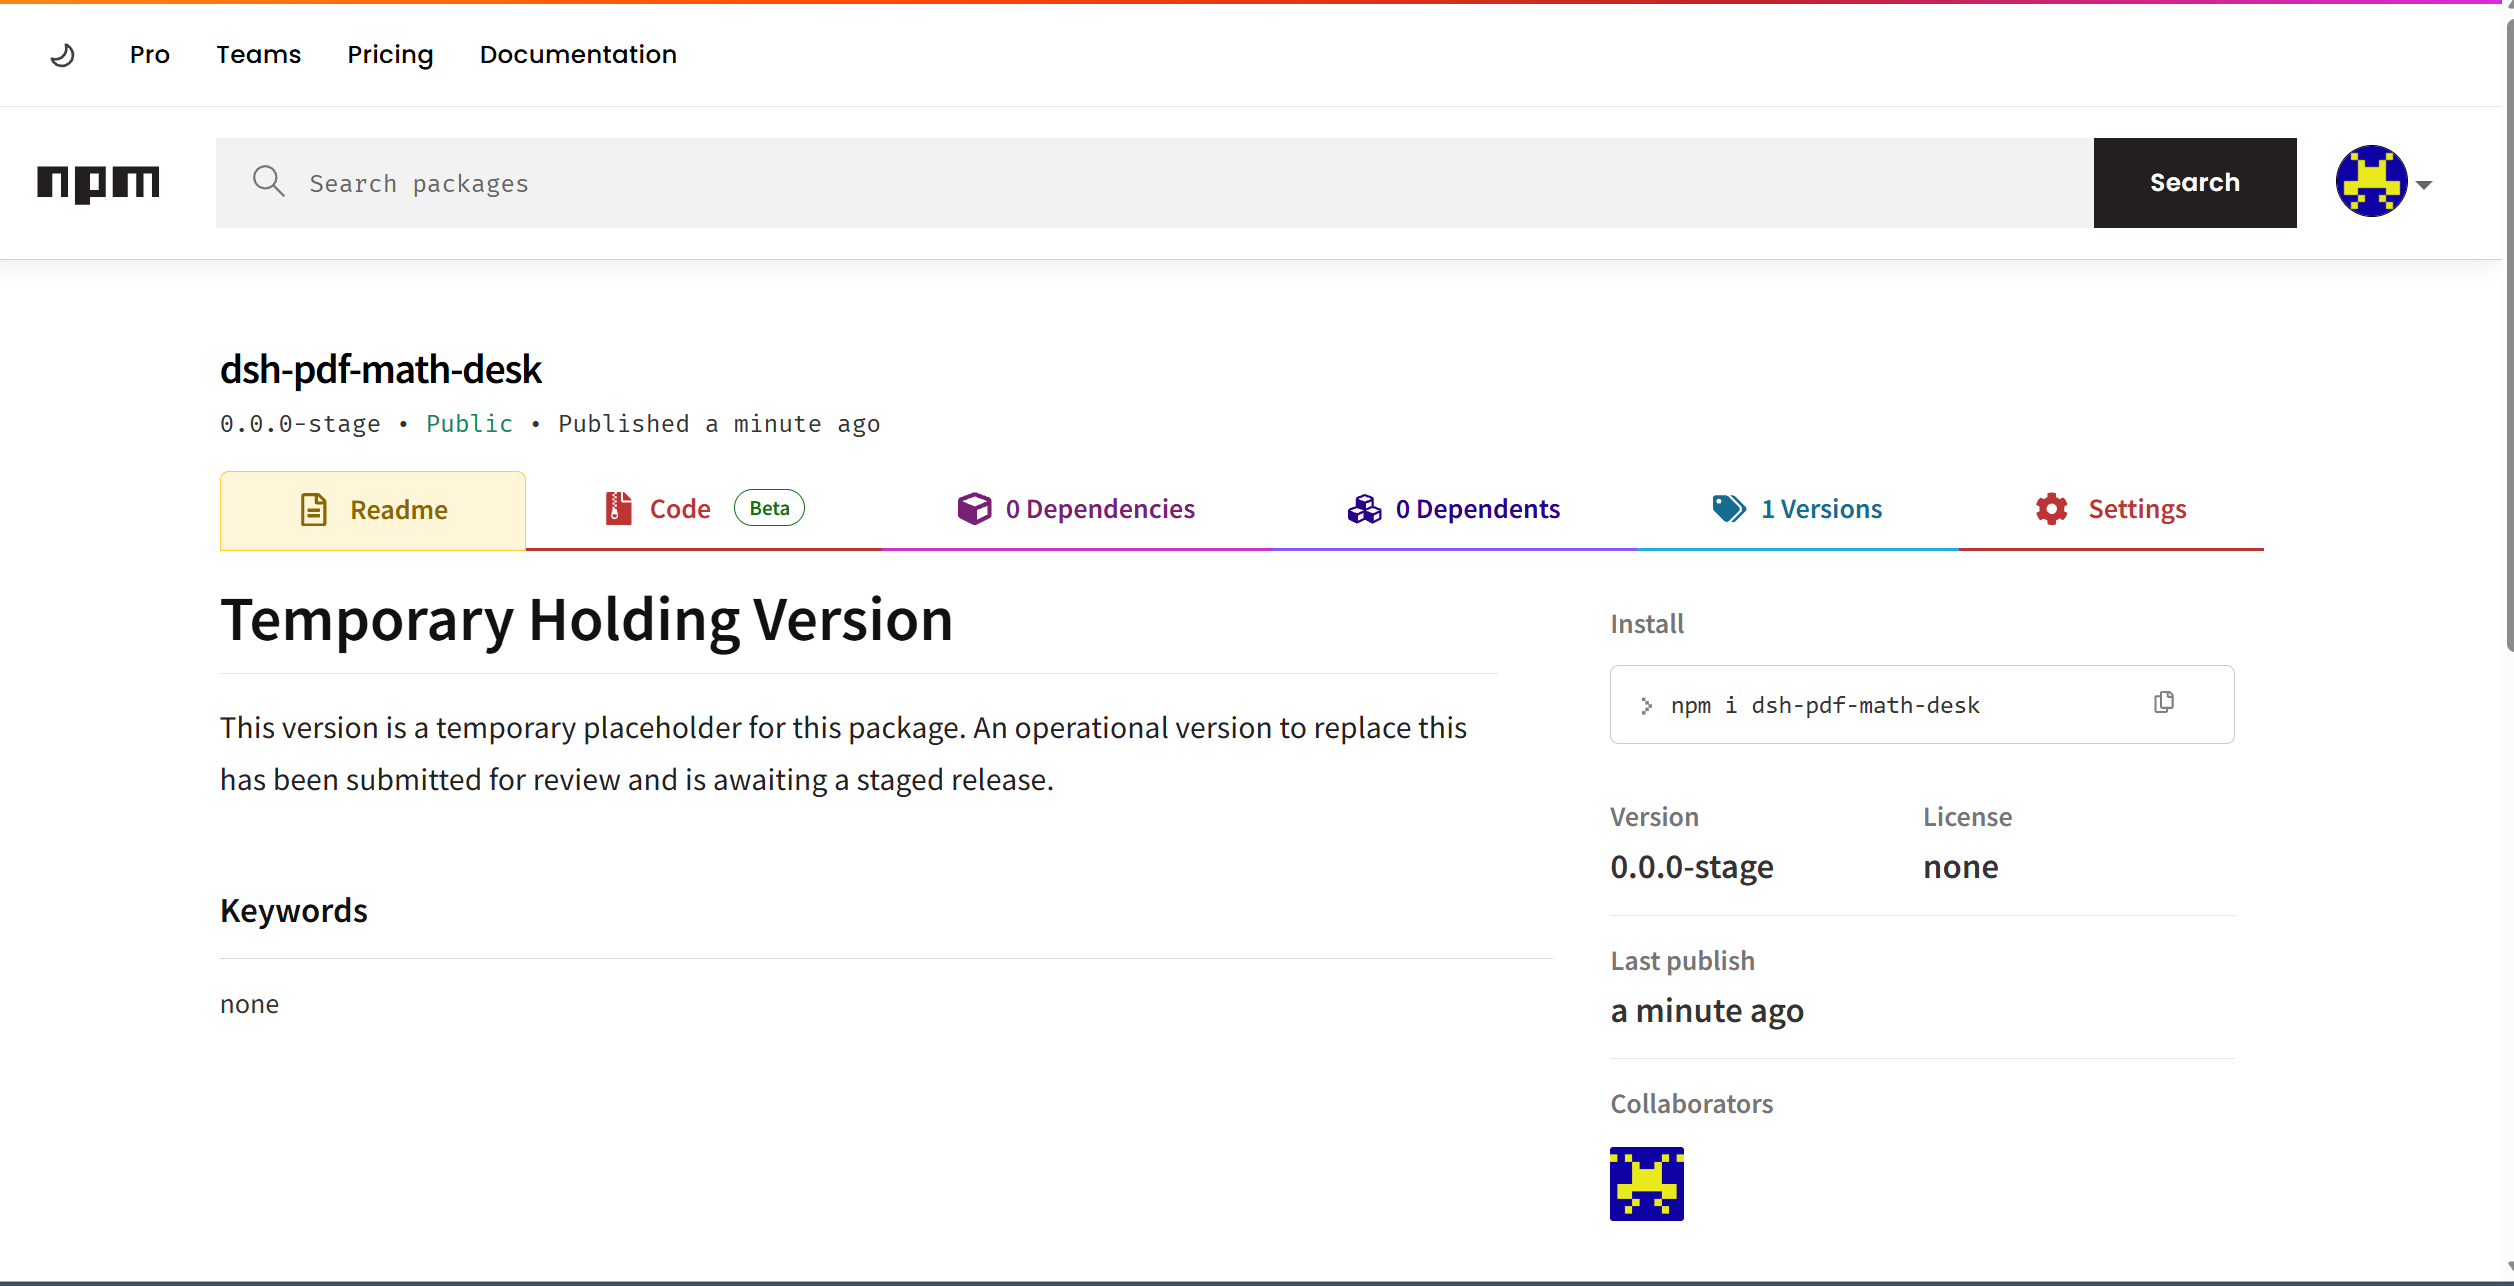 Pro Teams Pricing Documentation
npm Search packages Search
dsh-pdf-math-desk
0.0.0-stage • Public • Published a minute ago
Readme Code Beta 0 Dependencies 0 Dependents 1 Versions Settings
Temporary Holding Version
This version is a temporary placeholder for this package. An operational version to replace this
has been submitted for review and is awaiting a staged release.
Keywords
none
Install
npm i dsh-pdf-math-desk
Version License
0.0.0-stage none
Last publish
a minute ago
Collaborators